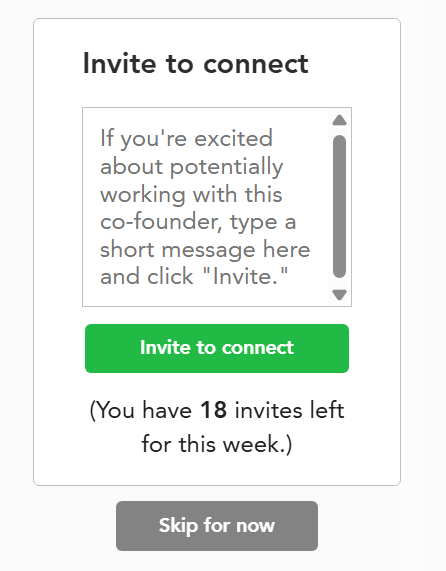 Invite to connect
If you're excited
about potentially
working with this
co-founder, type a
short message here
and click "Invite."
Invite to connect
(You have 18 invites left
for this week.)
Skip for now